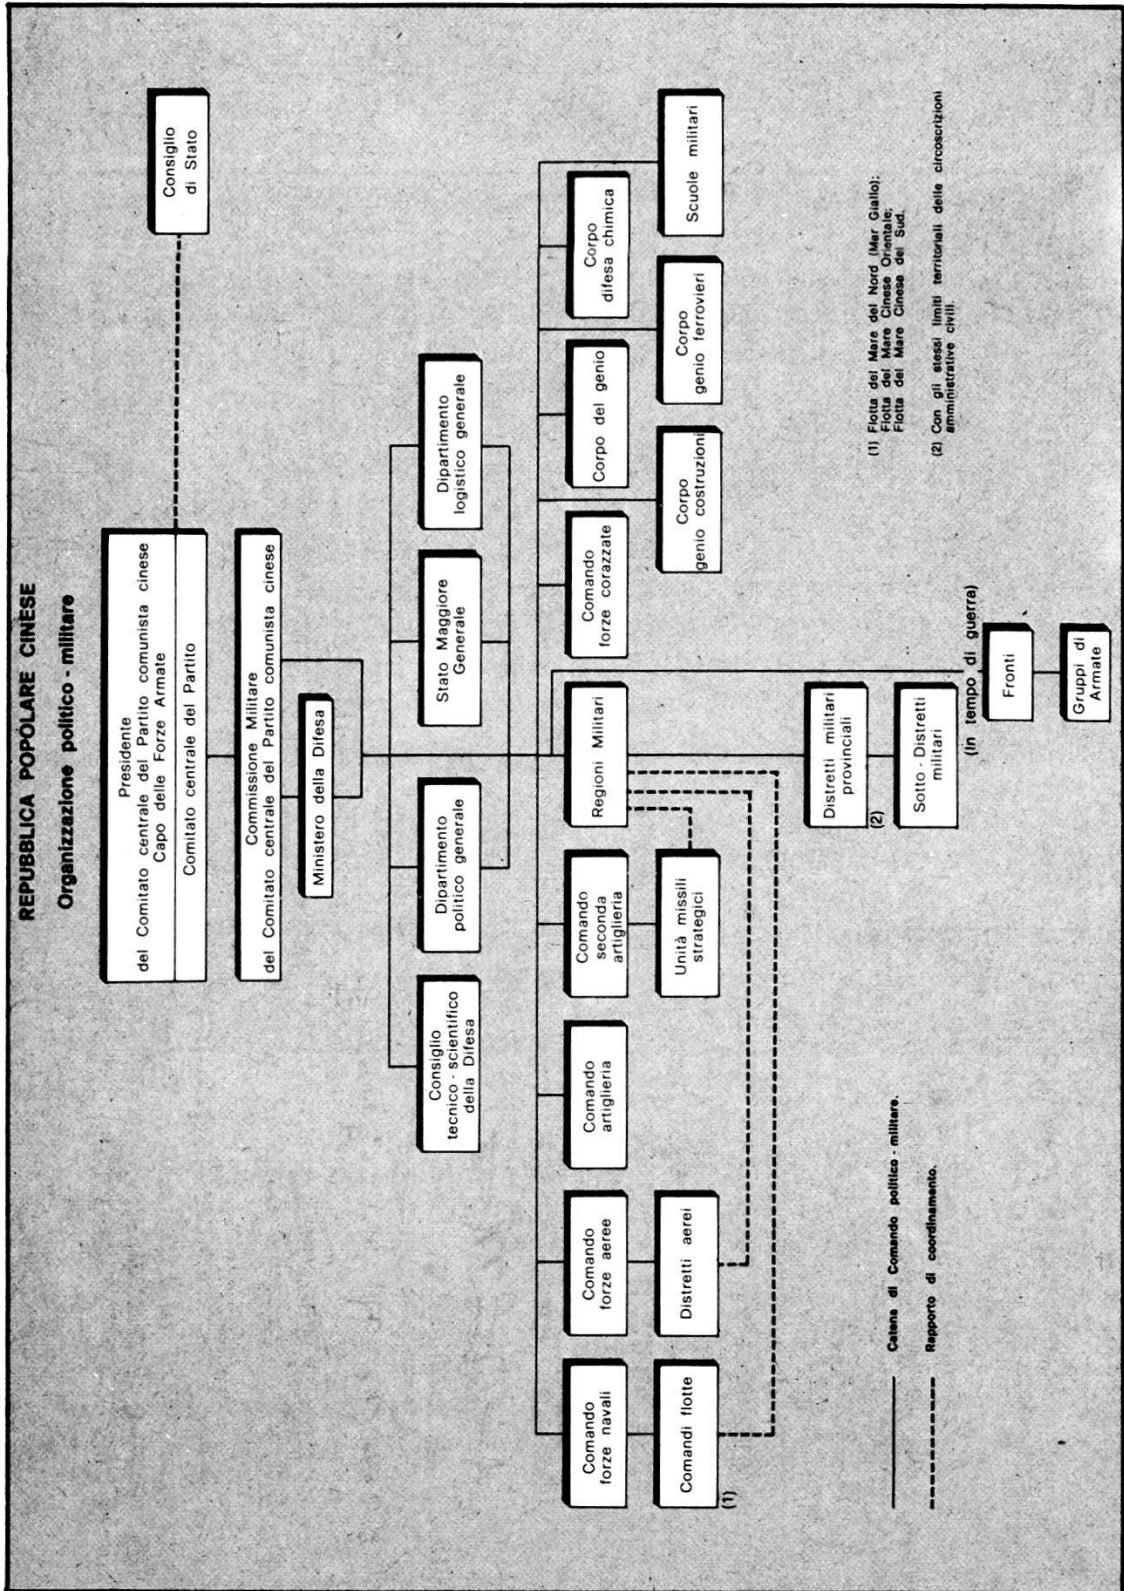 REPUBBLICA POPOLARE CINESE
Organizzazione politico - militare
Presidente
del Comitato centrale del Partito comunista cinese
Capo delle Forze Armate
Comitato centrale del Partito
Consiglio
di Stato
Commissione Militare
del Comitato centrale del Partito comunista cinese
Ministero della Difesa
Consiglio
tecnico - scientifico
della Difesa
Dipartimento
politico generale
Stato Maggiore
Generale
Dipartimento
logistico generale
Comando
forze navali
Comando
forze aeree
Comando
artiglieria
Comando
seconda
artiglieria
Regioni Militari
Comando
forze corazzate
Corpo del genio
Corpo
difesa chimica
Comandi flotte
(1)
Distretti aerei
Unità missili
strategici
Corpo
genio costruzioni
Corpo
genio ferrovieri
Scuole militari
Distretti militari
provinciali
(2)
Sotto - Distretti
militari
(In tempo di guerra)
Fronti
Gruppi di
Armate
Catena di Comando politico - militare.
Rapporto di coordinamento.
(1) Flotta del Mare del Nord (Mar Giallo);
Flotta del Mare Cinese Orientale;
Flotta del Mare Cinese del Sud.
(2) Con gli stessi limiti territoriali delle circoscrizioni
amministrative civili.